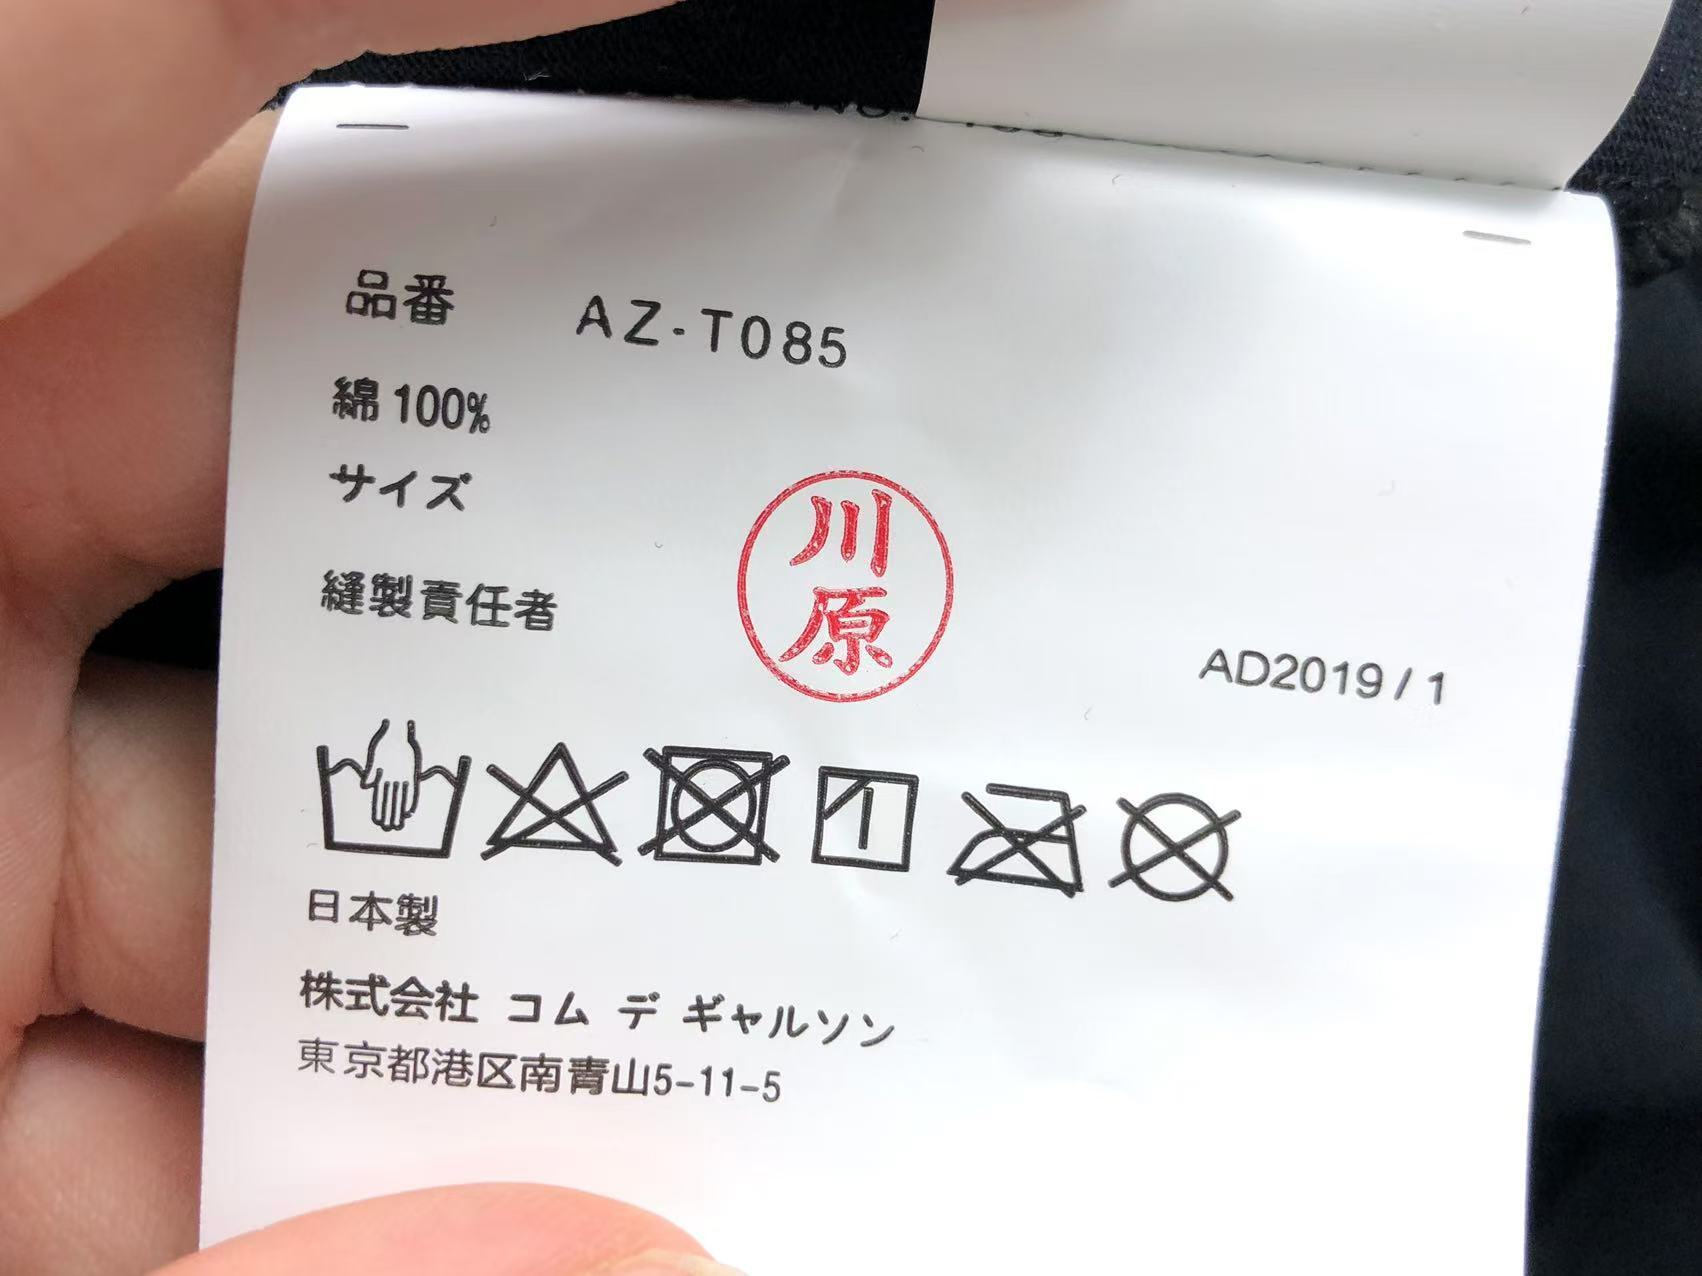 品番 AZ-T085
綿 100%
サイズ
縫製責任者
川原
AD2019 / 1
日本製
株式会社 コム デ ギャルソン
東京都港区南青山5-11-5